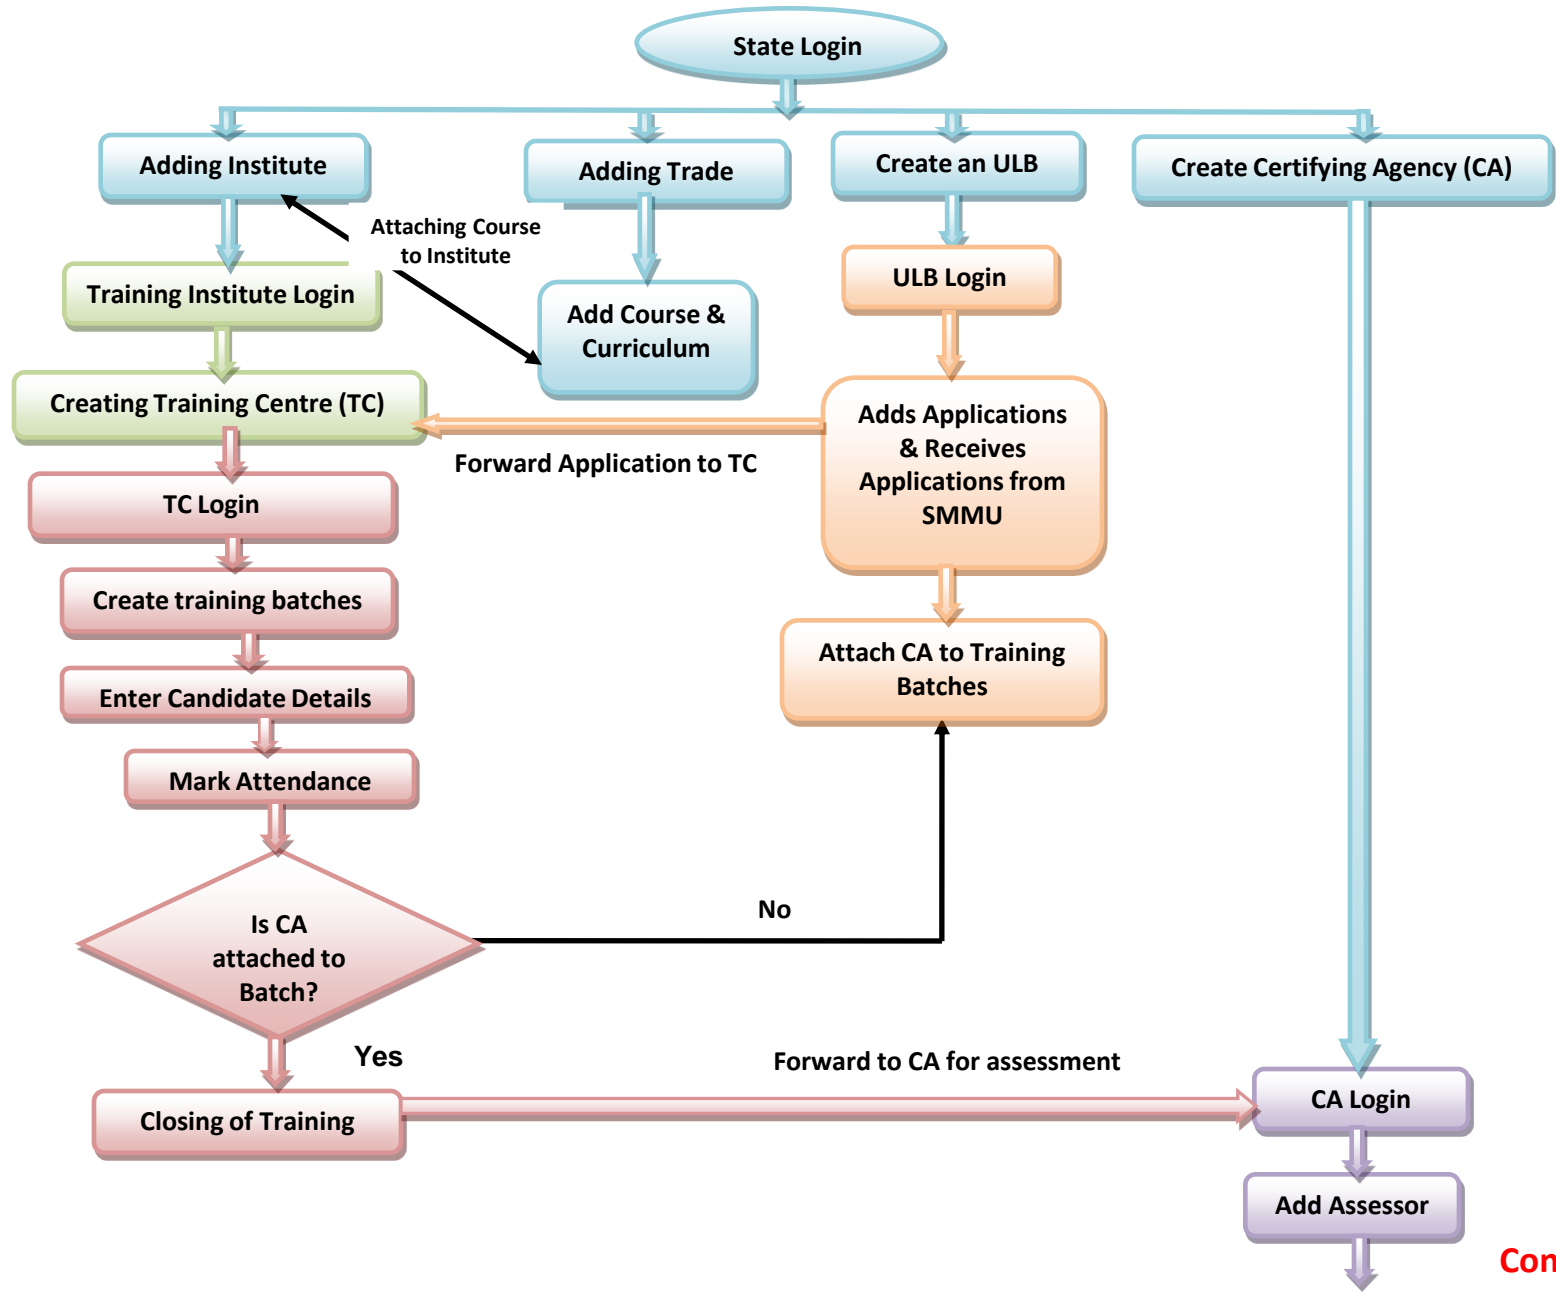 State Login
Adding Institute
Adding Trade
Create an ULB
Create Certifying Agency (CA)
Attaching Course
to Institute
Training Institute Login
Add Course &
Curriculum
ULB Login
Creating Training Centre (TC)
Adds Applications
& Receives
Applications from
SMMU
Forward Application to TC
TC Login
Create training batches
Attach CA to Training
Batches
Enter Candidate Details
Mark Attendance
Is CA
attached to
Batch?
No
Yes
Forward to CA for assessment
Closing of Training
CA Login
Add Assessor
Con